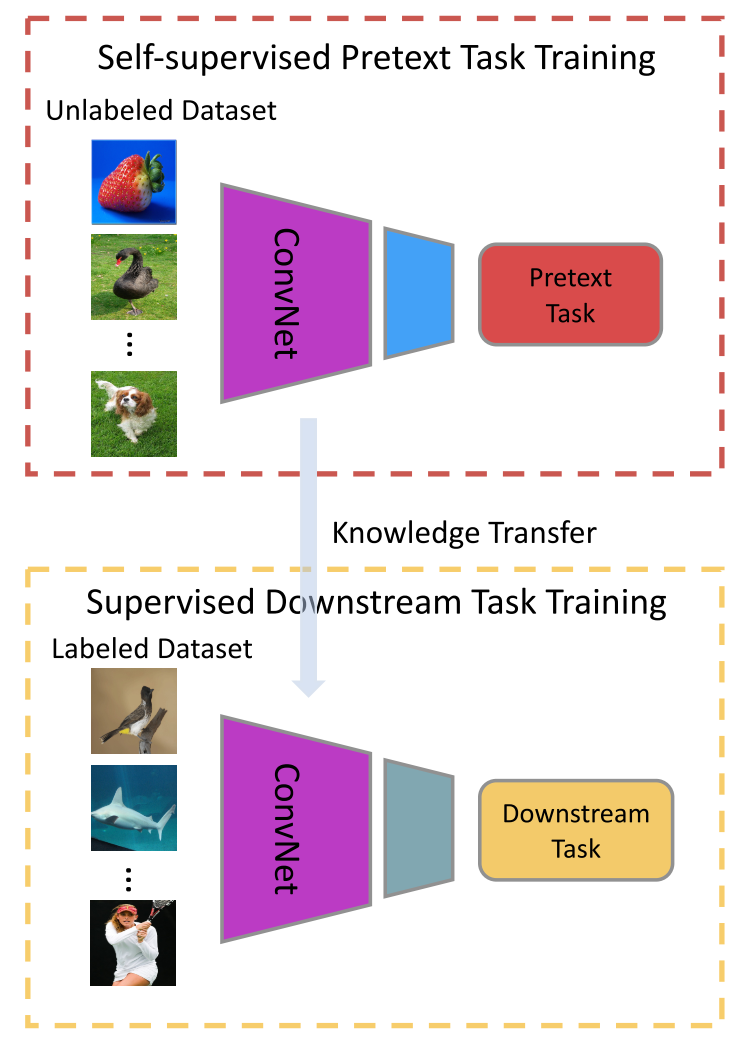 Self-supervised Pretext Task Training
Unlabeled Dataset
ConvNet
Pretext
Task
Knowledge Transfer
Supervised Downstream Task Training
Labeled Dataset
ConvNet
Downstream
Task